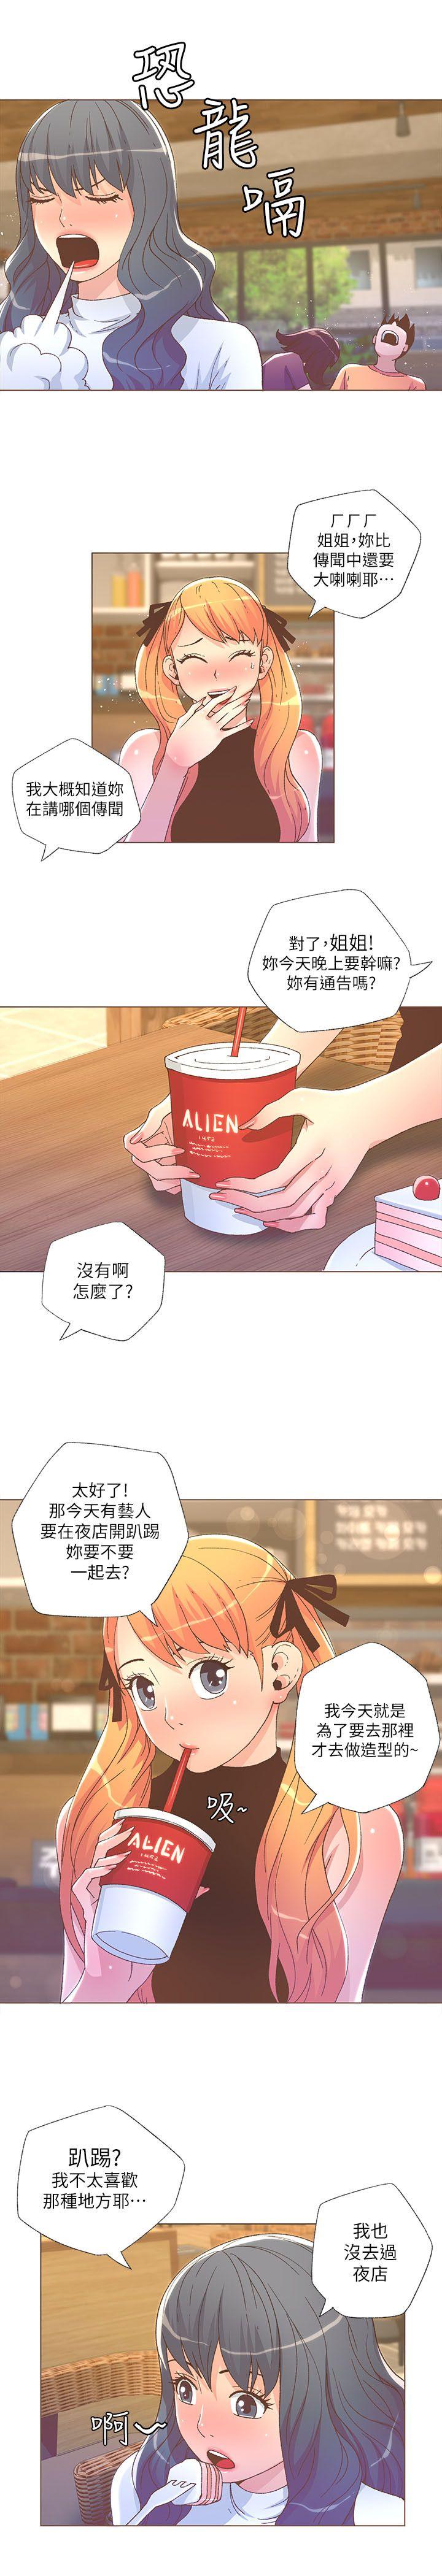 恐
龍
嗝
ㄏㄏㄏ
姐姐，妳比
傳聞中還要
大喇喇耶…
我大概知道妳
在講哪個傳聞
對了，姐姐！
妳今天晚上要幹嘛？
妳有通告嗎？
ALIEN
沒有啊
怎麼了？
太好了！
那今天有藝人
要在夜店開趴踢
妳要不要
一起去？
我今天就是
為了要去那裡
才去做造型的~
吸~
ALIEN
趴踢？
我不太喜歡
那種地方耶…
我也
沒去過
夜店
啊~